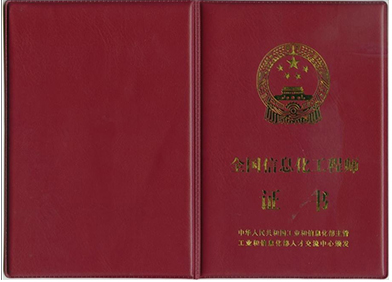 全国信息化工程师
证书
中华人民共和国工业和信息化部主管
工业和信息化部人才交流中心颁发